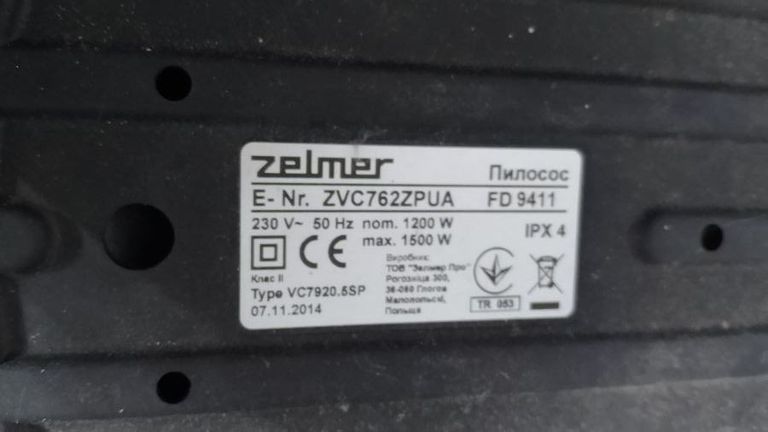 zelmer
Пилосос
E- Nr. ZVC762ZPUA FD 9411
230 V~ 50 Hz nom. 1200 W
max. 1500 W
IPX 4
CE
Клас II
Type VC7920.5SP
07.11.2014
Виробник:
ТОВ "Зелмер Про"
Рогозніца 300,
36-060 Глогов
Малопольскі,
Польща
TR 053